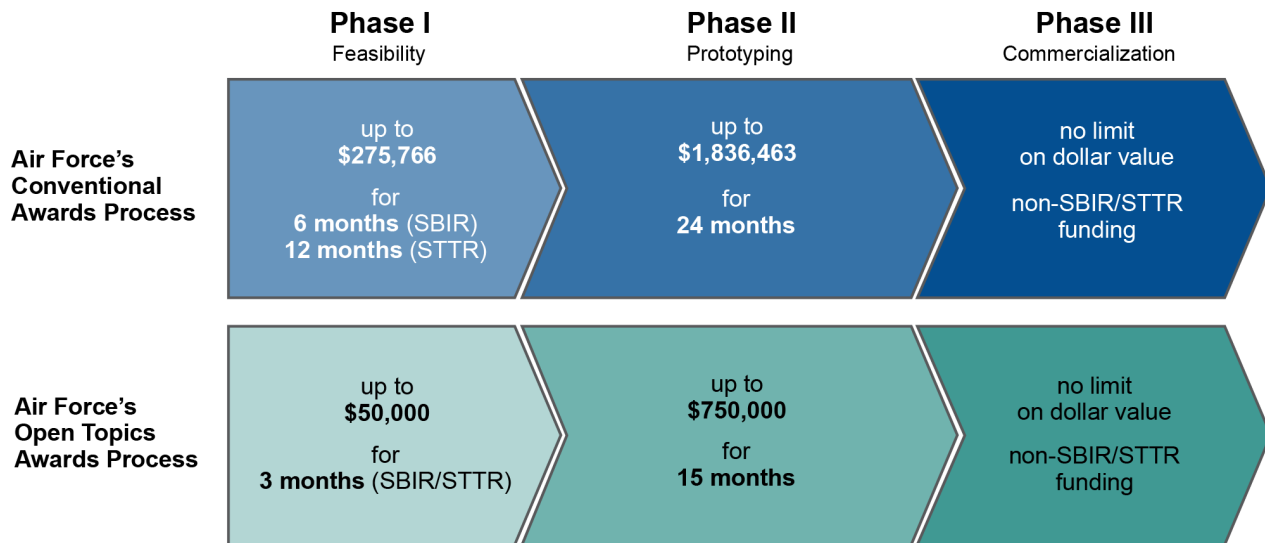 Phase I
Feasibility
Phase II
Prototyping
Phase III
Commercialization
Air Force's
Conventional
Awards Process
up to
$275,766
for
6 months (SBIR)
12 months (STTR)
up to
$1,836,463
for
24 months
no limit
on dollar value
non-SBIR/STTR
funding
Air Force's
Open Topics
Awards Process
up to
$50,000
for
3 months (SBIR/STTR)
up to
$750,000
for
15 months
no limit
on dollar value
non-SBIR/STTR
funding